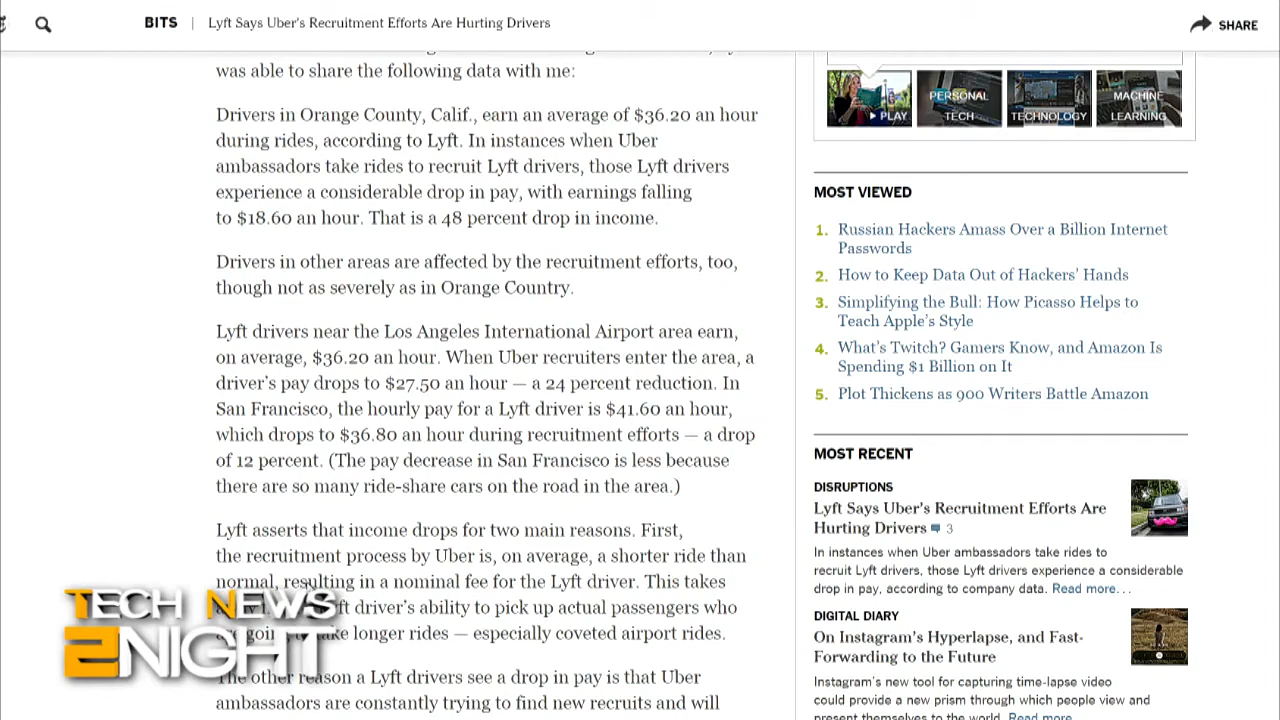 BITS | Lyft Says Uber's Recruitment Efforts Are Hurting Drivers
SHARE
was able to share the following data with me:
Drivers in Orange County, Calif., earn an average of $36.20 an hour
during rides, according to Lyft. In instances when Uber
ambassadors take rides to recruit Lyft drivers, those Lyft drivers
experience a considerable drop in pay, with earnings falling
to $18.60 an hour. That is a 48 percent drop in income.
Drivers in other areas are affected by the recruitment efforts, too,
though not as severely as in Orange Country.
Lyft drivers near the Los Angeles International Airport area earn,
on average, $36.20 an hour. When Uber recruiters enter the area, a
driver's pay drops to $27.50 an hour — a 24 percent reduction. In
San Francisco, the hourly pay for a Lyft driver is $41.60 an hour,
which drops to $36.80 an hour during recruitment efforts — a drop
of 12 percent. (The pay decrease in San Francisco is less because
there are so many ride-share cars on the road in the area.)
Lyft asserts that income drops for two main reasons. First,
the recruitment process by Uber is, on average, a shorter ride than
normal, resulting in a nominal fee for the Lyft driver. This takes
driver's ability to pick up actual passengers who
longer rides — especially coveted airport rides.
The other reason a Lyft drivers see a drop in pay is that Uber
ambassadors are constantly trying to find new recruits and will
TECH NEWS
2NIGHT
PLAY
PERSONAL
TECH
TECHNOLOGY
MACHINE
LEARNING
MOST VIEWED
1. Russian Hackers Amass Over a Billion Internet
Passwords
2. How to Keep Data Out of Hackers' Hands
3. Simplifying the Bull: How Picasso Helps to
Teach Apple's Style
4. What's Twitch? Gamers Know, and Amazon Is
Spending $1 Billion on It
5. Plot Thickens as 900 Writers Battle Amazon
MOST RECENT
DISRUPTIONS
Lyft Says Uber's Recruitment Efforts Are
Hurting Drivers 3
In instances when Uber ambassadors take rides to
recruit Lyft drivers, those Lyft drivers experience a considerable
drop in pay, according to company data. Read more...
DIGITAL DIARY
On Instagram's Hyperlapse, and Fast-
Forwarding to the Future
Instagram's new tool for capturing time-lapse video
could provide a new prism through which people view and
present themselves to the world. Read more